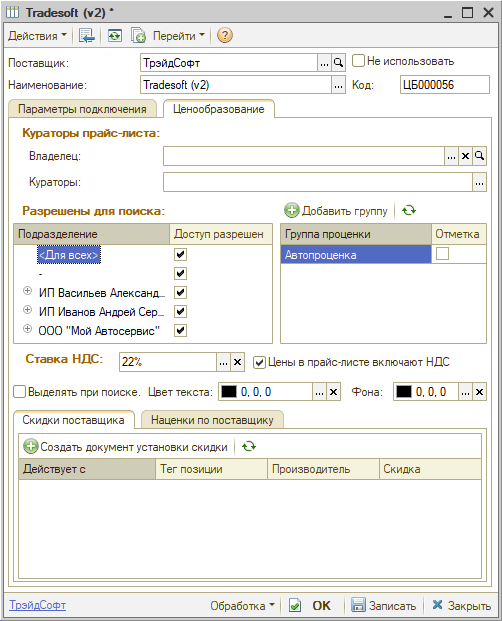 Tradesoft (v2) *
Действия Перейти ?
Поставщик: ТрэйдСофт ... Не использовать
Наименование: Tradesoft (v2) ... Код: ЦБ000056
Параметры подключения Ценообразование
Кураторы прайс-листа:
Владелец: ... x
Кураторы: ...
Разрешены для поиска: Добавить группу
Подразделение Доступ разрешен Группа проценки Отметка
<Для всех> Автопроценка
-
ИП Васильев Александ...
ИП Иванов Андрей Сер...
ООО "Мой Автосервис"
Ставка НДС: 22% ... x Цены в прайс-листе включают НДС
Выделять при поиске. Цвет текста: 0, 0, 0 ... x Фона: 0, 0, 0 ... x
Скидки поставщика Наценки по поставщику
Создать документ установки скидки
Действует с Тег позиции Производитель Скидка
ТрэйдСофт Обработка OK Записать Закрыть